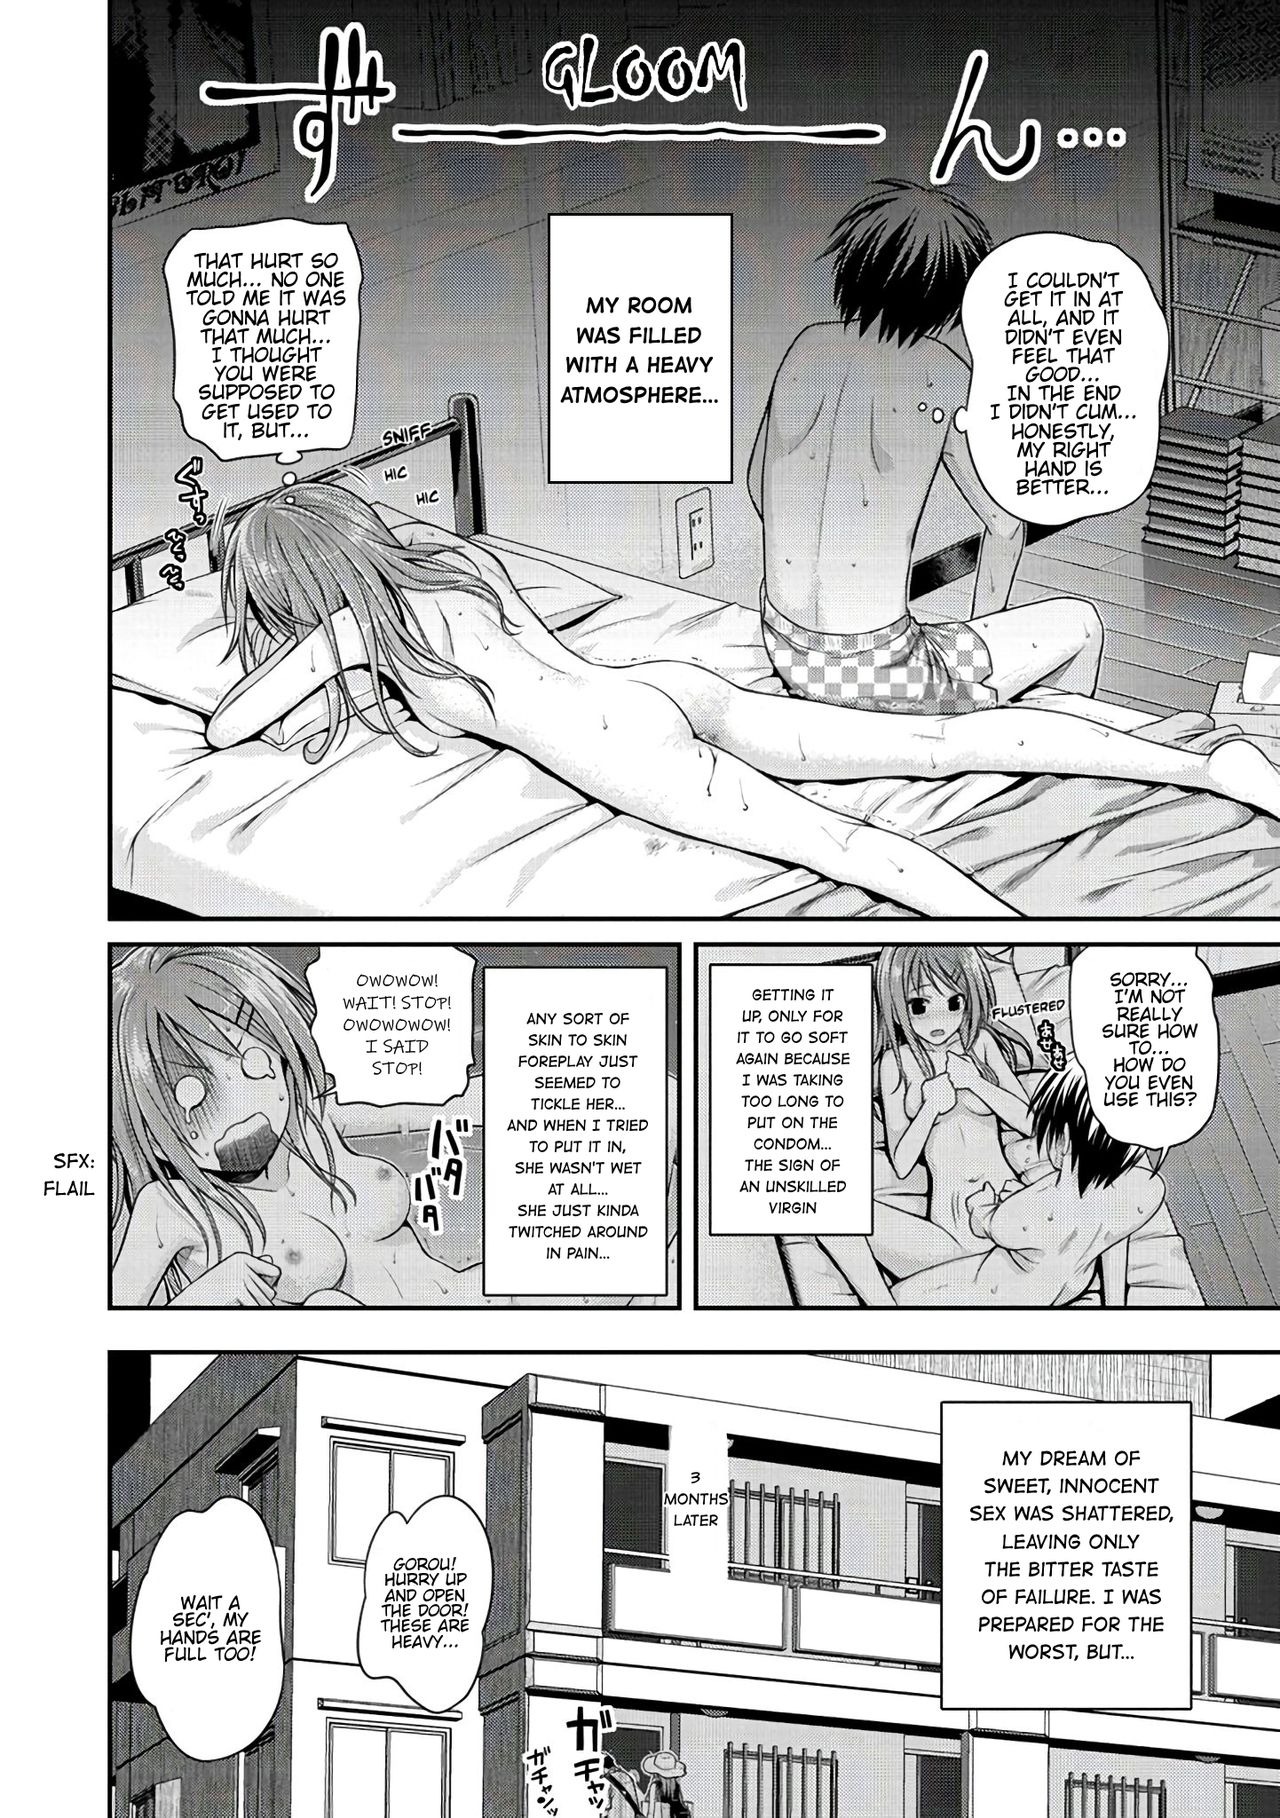 GLOOM
ずーん…
I COULDN'T
GET IT IN AT
ALL, AND IT
DIDN'T EVEN
FEEL THAT
GOOD...
IN THE END
I DIDN'T CUM...
HONESTLY,
MY RIGHT
HAND IS
BETTER...
MY ROOM
WAS FILLED
WITH A HEAVY
ATMOSPHERE...
THAT HURT SO
MUCH... NO ONE
TOLD ME IT WAS
GONNA HURT
THAT MUCH...
I THOUGHT
YOU WERE
SUPPOSED TO
GET USED TO
IT, BUT...
SNIFF
HIC
HIC
SORRY...
I'M NOT
REALLY
SURE HOW
TO...
HOW DO
YOU EVEN
USE THIS?
FLUSTERED
GETTING IT
UP, ONLY FOR
IT TO GO SOFT
AGAIN BECAUSE
I WAS TAKING
TOO LONG TO
PUT ON THE
CONDOM...
THE SIGN OF
AN UNSKILLED
VIRGIN
ANY SORT OF
SKIN TO SKIN
FOREPLAY JUST
SEEMED TO
TICKLE HER...
AND WHEN I TRIED
TO PUT IT IN,
SHE WASN'T WET
AT ALL...
SHE JUST KINDA
TWITCHED AROUND
IN PAIN...
OWOWOW!
WAIT! STOP!
OWOWOWOW!
I SAID
STOP!
バタ
バタ
SFX:
FLAIL
MY DREAM OF
SWEET, INNOCENT
SEX WAS SHATTERED,
LEAVING ONLY
THE BITTER TASTE
OF FAILURE. I WAS
PREPARED FOR THE
WORST, BUT...
3
MONTHS
LATER
GOROU!
HURRY UP
AND OPEN
THE DOOR!
THESE ARE
HEAVY...
WAIT A
SEC', MY
HANDS ARE
FULL TOO!
ガチャ
ガチャン